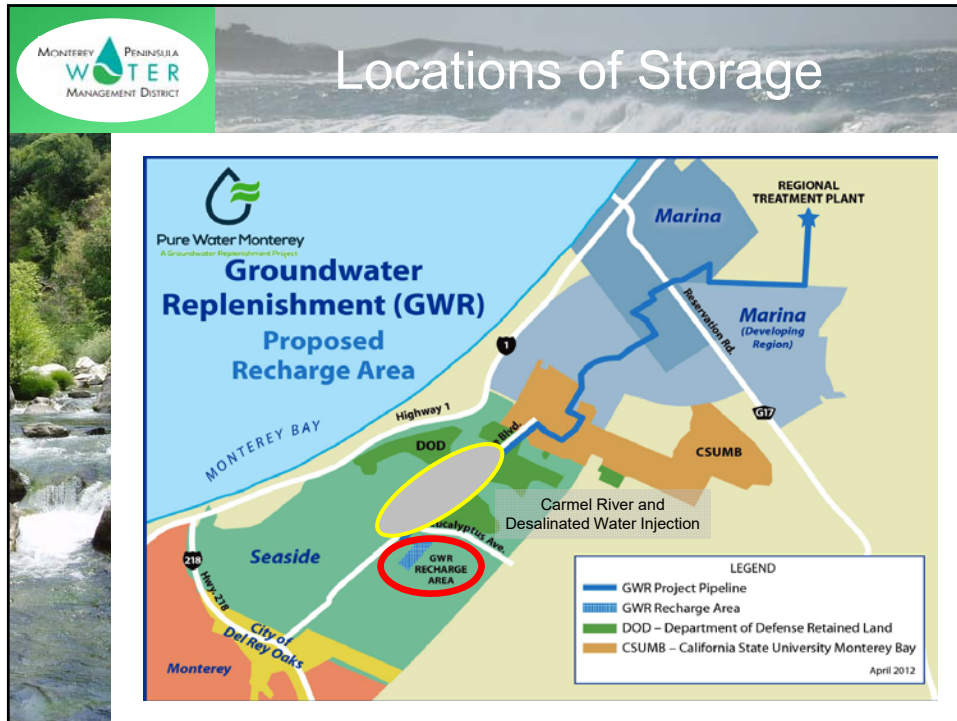 MONTEREY PENINSULA
WATER
MANAGEMENT DISTRICT
Locations of Storage
Pure Water Monterey
A Groundwater Replenishment Project
Groundwater
Replenishment (GWR)
Proposed
Recharge Area
REGIONAL
TREATMENT PLANT
Marina
Marina
(Developing
Region)
Reservation Rd.
1
Highway 1
MONTEREY BAY
G17
Blvd.
DOD
CSUMB
Carmel River and
Desalinated Water Injection
Eucalyptus Ave.
GWR
RECHARGE
AREA
Seaside
218
Hwy-218
City of
Del Rey Oaks
Monterey
LEGEND
GWR Project Pipeline
GWR Recharge Area
DOD – Department of Defense Retained Land
CSUMB – California State University Monterey Bay
April 2012